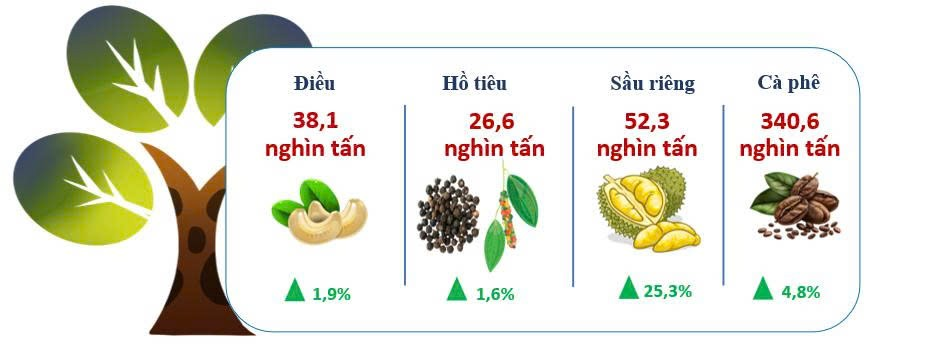 Điều
38,1
nghìn tấn
1,9%
Hồ tiêu
26,6
nghìn tấn
1,6%
Sầu riêng
52,3
nghìn tấn
25,3%
Cà phê
340,6
nghìn tấn
4,8%